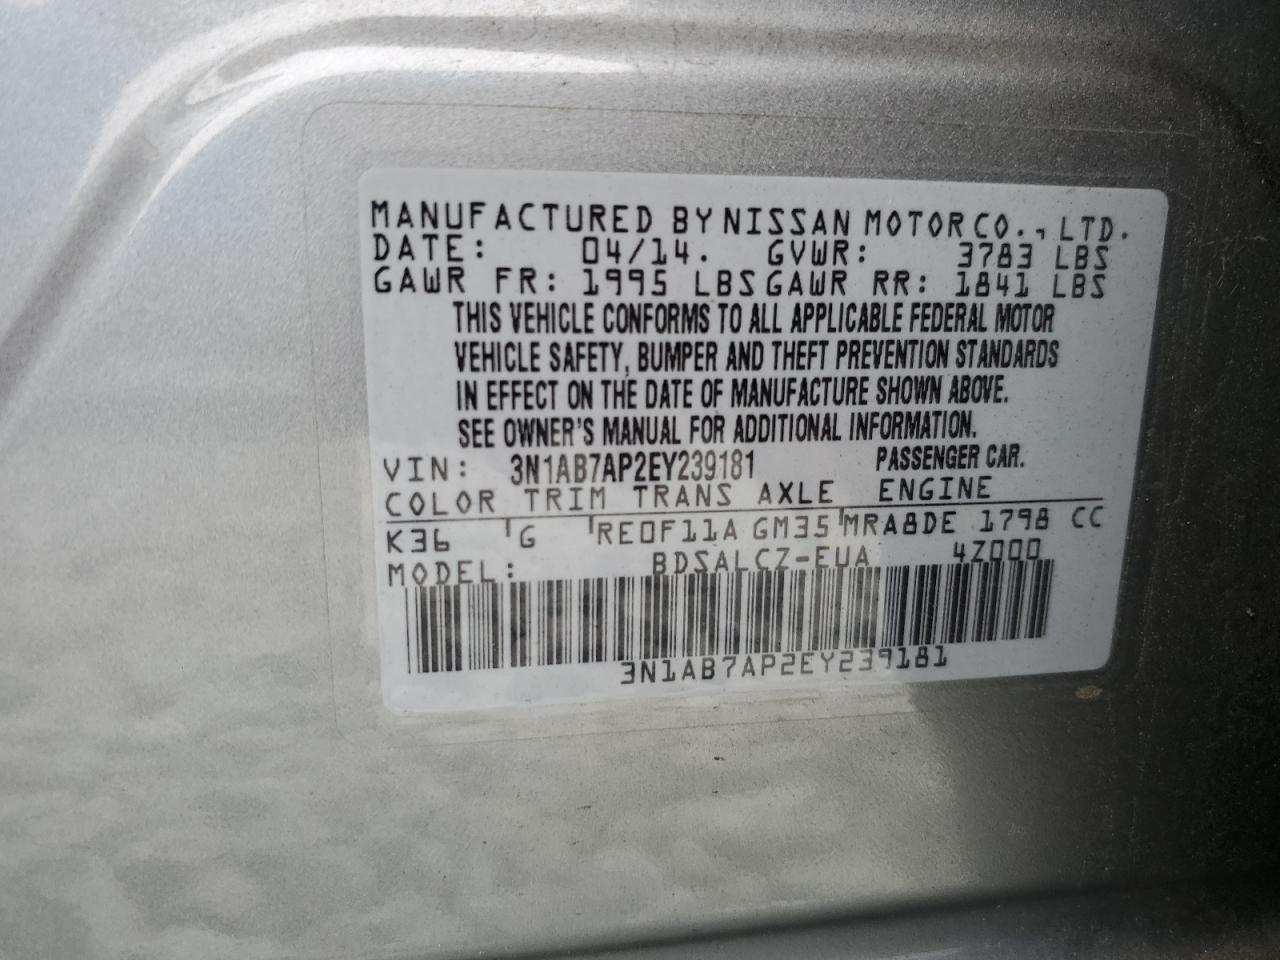 MANUFACTURED BY NISSAN MOTOR CO., LTD.
DATE: 04/14. GVWR: 3783 LBS
GAWR FR: 1995 LBS GAWR RR: 1841 LBS
THIS VEHICLE CONFORMS TO ALL APPLICABLE FEDERAL MOTOR
VEHICLE SAFETY, BUMPER AND THEFT PREVENTION STANDARDS
IN EFFECT ON THE DATE OF MANUFACTURE SHOWN ABOVE.
SEE OWNER'S MANUAL FOR ADDITIONAL INFORMATION.
VIN: 3N1AB7AP2EY239181 PASSENGER CAR.
COLOR TRIM TRANS AXLE ENGINE
K36 G RE0F11A GM35 MRA8DE 1798 CC
MODEL: BDSALCZ-EUA 4Z000
3N1AB7AP2EY239181